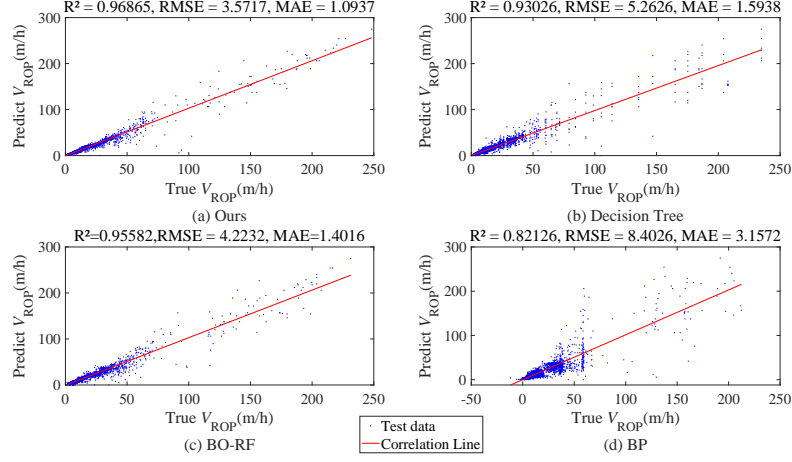 R² = 0.96865, RMSE = 3.5717, MAE = 1.0937
300
200
100
0
Predict V_ROP(m/h)
0 50 100 150 200 250
True V_ROP(m/h)
(a) Ours
R² = 0.93026, RMSE = 5.2626, MAE = 1.5938
300
200
100
0
Predict V_ROP(m/h)
0 50 100 150 200 250
True V_ROP(m/h)
(b) Decision Tree
R²=0.95582,RMSE = 4.2232, MAE=1.4016
300
200
100
0
Predict V_ROP(m/h)
0 50 100 150 200 250
True V_ROP(m/h)
(c) BO-RF
R² = 0.82126, RMSE = 8.4026, MAE = 3.1572
300
200
100
0
Predict V_ROP(m/h)
-50 0 50 100 150 200 250
True V_ROP(m/h)
(d) BP
Test data
Correlation Line